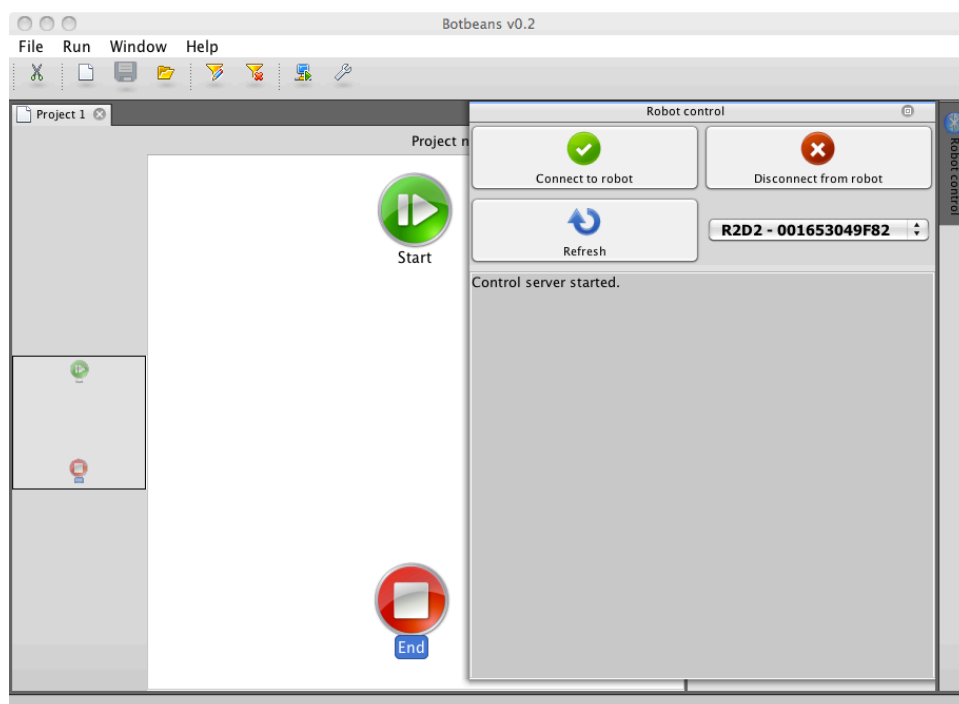 Botbeans v0.2
File Run Window Help
Project 1
Robot control
Project n
Connect to robot
Disconnect from robot
Robot control
Start
Refresh
R2D2 - 001653049F82
Control server started.
End